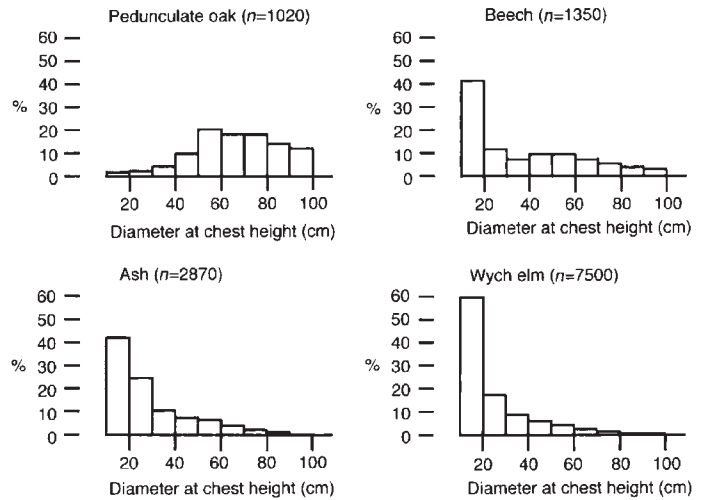 Pedunculate oak (n=1020)
60
50
40
% 30
20
10
0
20 40 60 80 100
Diameter at chest height (cm)
Beech (n=1350)
60
50
40
% 30
20
10
0
20 40 60 80 100
Diameter at chest height (cm)
Ash (n=2870)
60
50
40
% 30
20
10
0
20 40 60 80 100
Diameter at chest height (cm)
Wych elm (n=7500)
60
50
40
% 30
20
10
0
20 40 60 80 100
Diameter at chest height (cm)